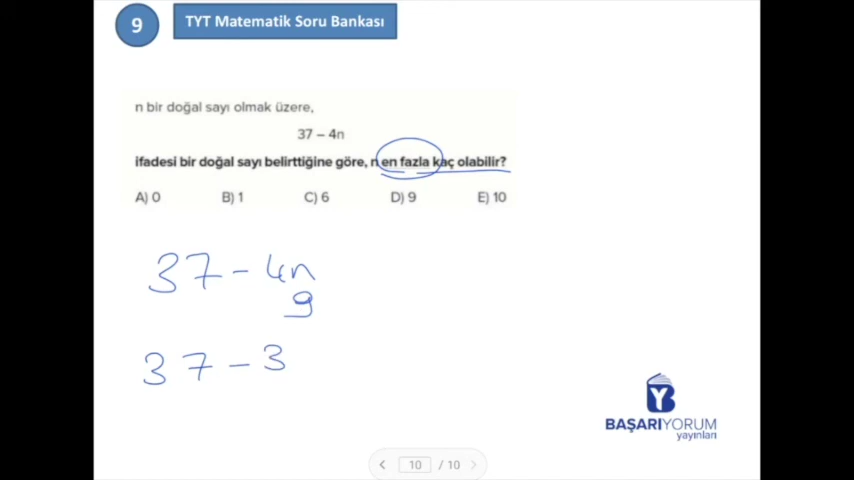 9 TYT Matematik Soru Bankası
n bir doğal sayı olmak üzere,
37 – 4n
ifadesi bir doğal sayı belirttiğine göre, n en fazla kaç olabilir?
A) 0 B) 1 C) 6 D) 9 E) 10
37 – 4n
9
37 – 3
BAŞARIYORUM
yayınları
10 / 10